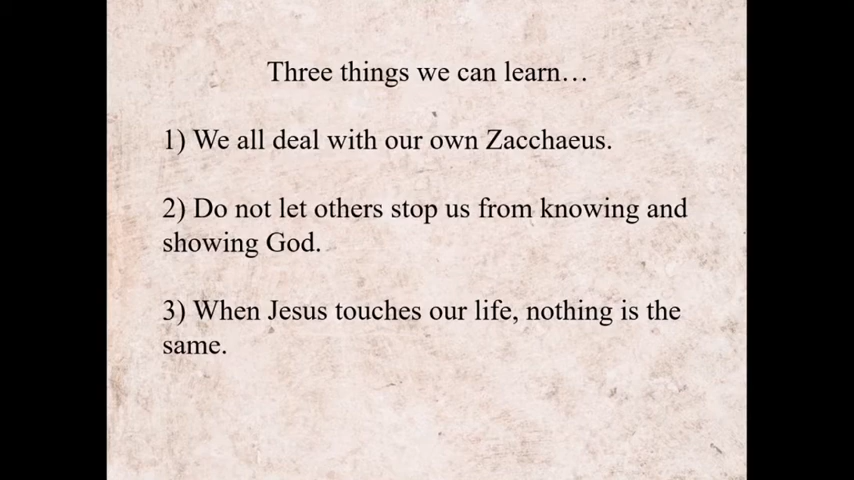 Three things we can learn…
1) We all deal with our own Zacchaeus.
2) Do not let others stop us from knowing and
showing God.
3) When Jesus touches our life, nothing is the
same.